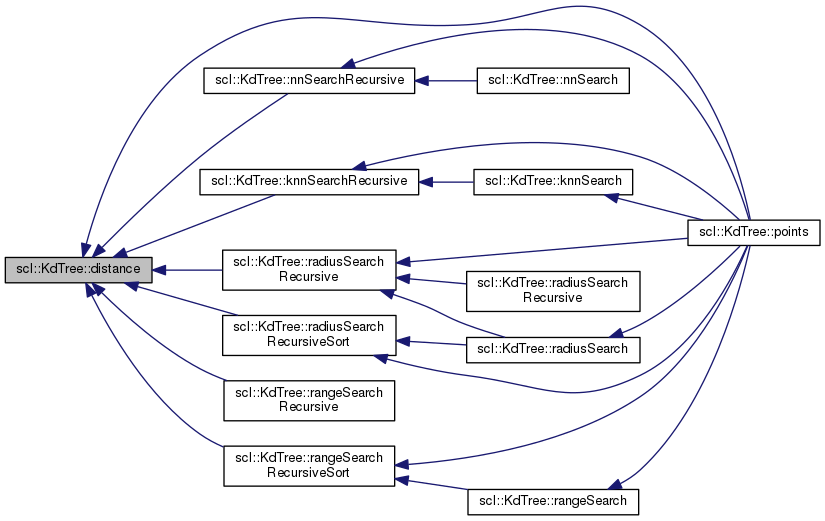 scl::KdTree::nnSearchRecursive
scl::KdTree::nnSearch
scl::KdTree::knnSearchRecursive
scl::KdTree::knnSearch
scl::KdTree::points
scl::KdTree::distance
scl::KdTree::radiusSearch
Recursive
scl::KdTree::radiusSearch
Recursive
scl::KdTree::radiusSearch
RecursiveSort
scl::KdTree::radiusSearch
scl::KdTree::rangeSearch
Recursive
scl::KdTree::rangeSearch
RecursiveSort
scl::KdTree::rangeSearch